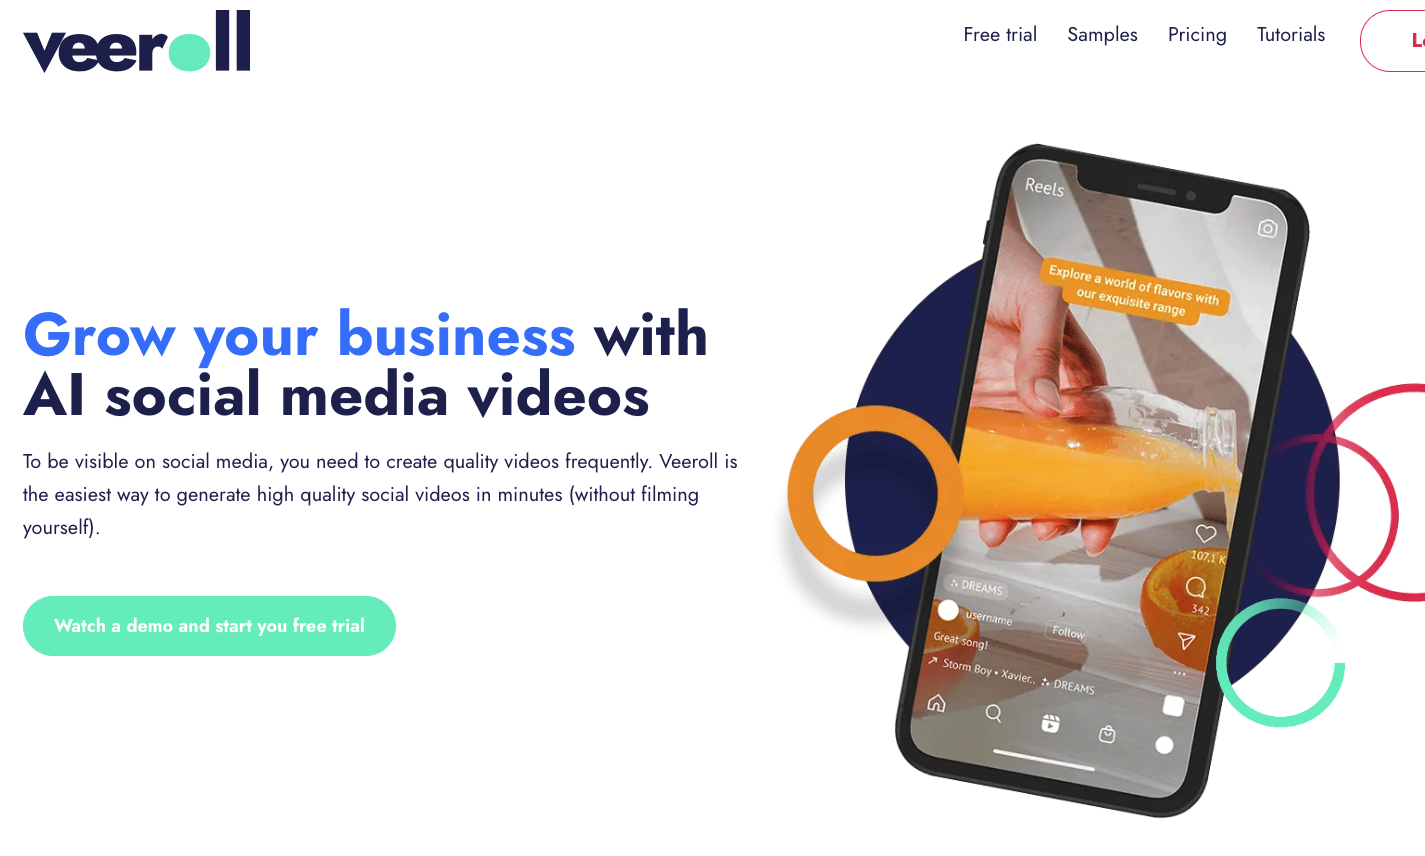 veeroll
Free trial
Samples
Pricing
Tutorials
Grow your business with
AI social media videos
To be visible on social media, you need to create quality videos frequently. Veeroll is
the easiest way to generate high quality social videos in minutes (without filming
yourself).
Watch a demo and start you free trial
Reels
Explore a world of flavors with
our exquisite range
107,1 K
342
DREAMS
username
Follow
Great song!
Storm Boy • Xavier.. DREAMS